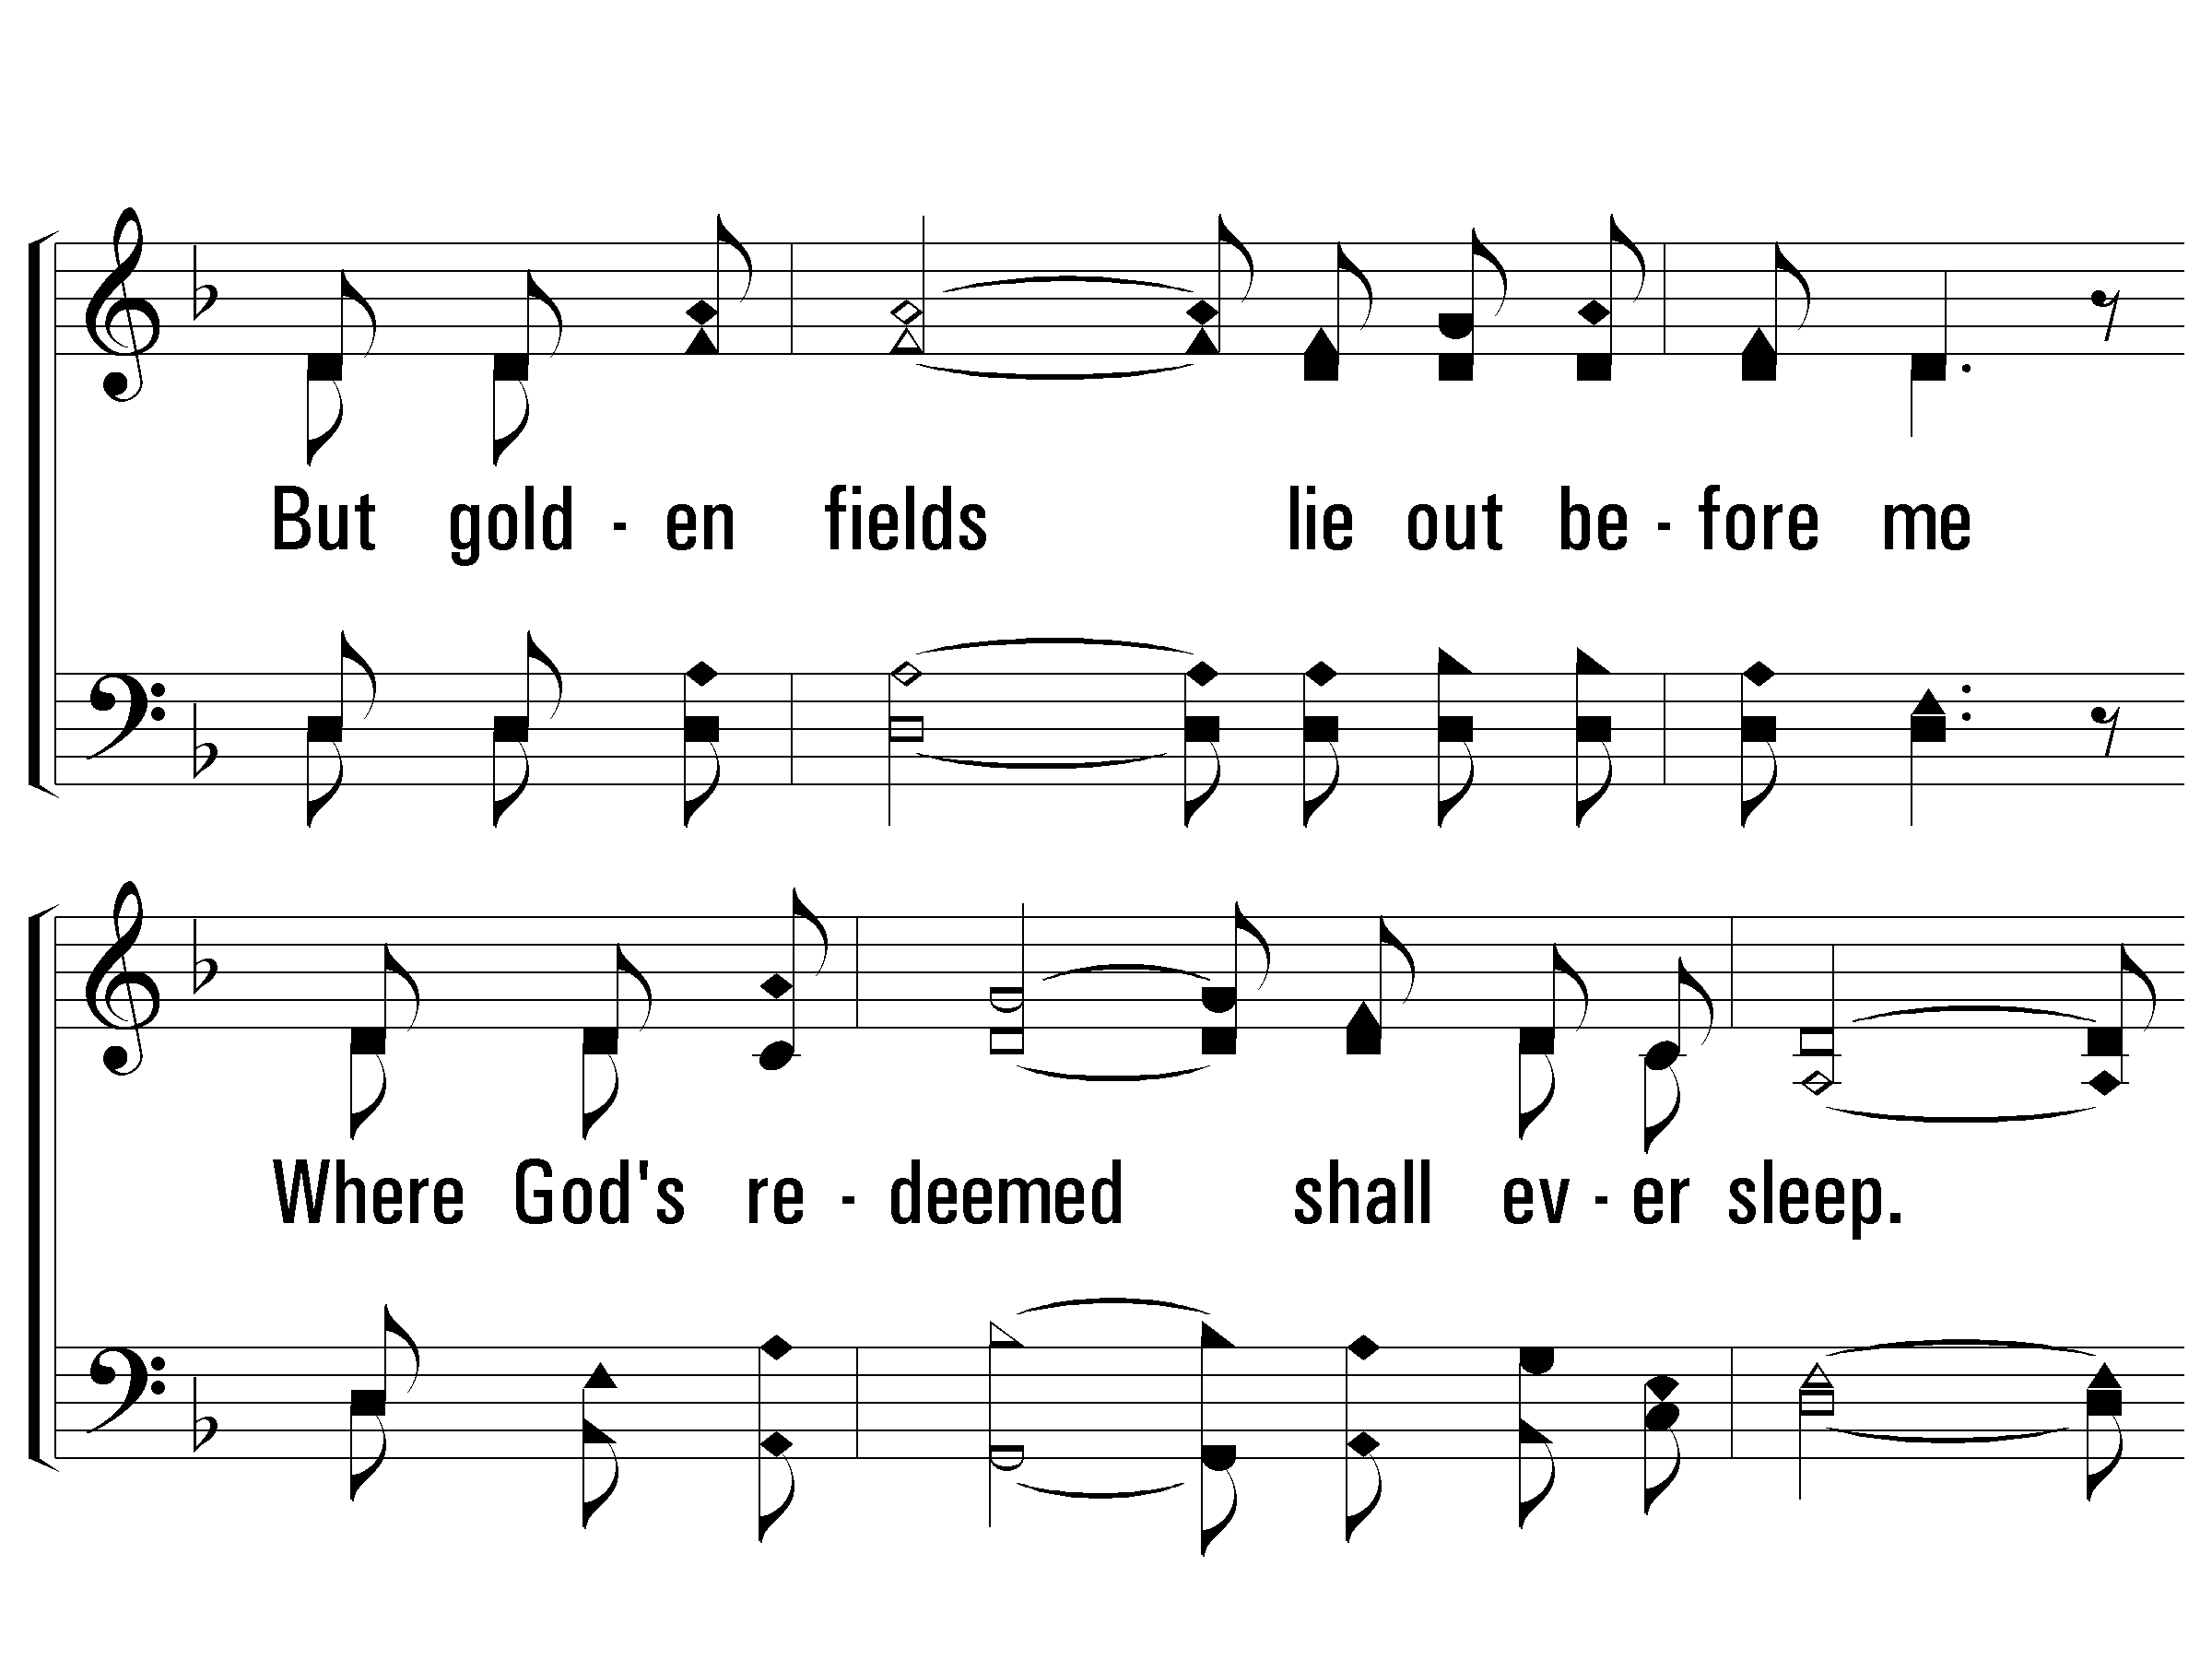 But gold - en fields lie out be - fore me
Where God's re - deemed shall ev - er sleep.